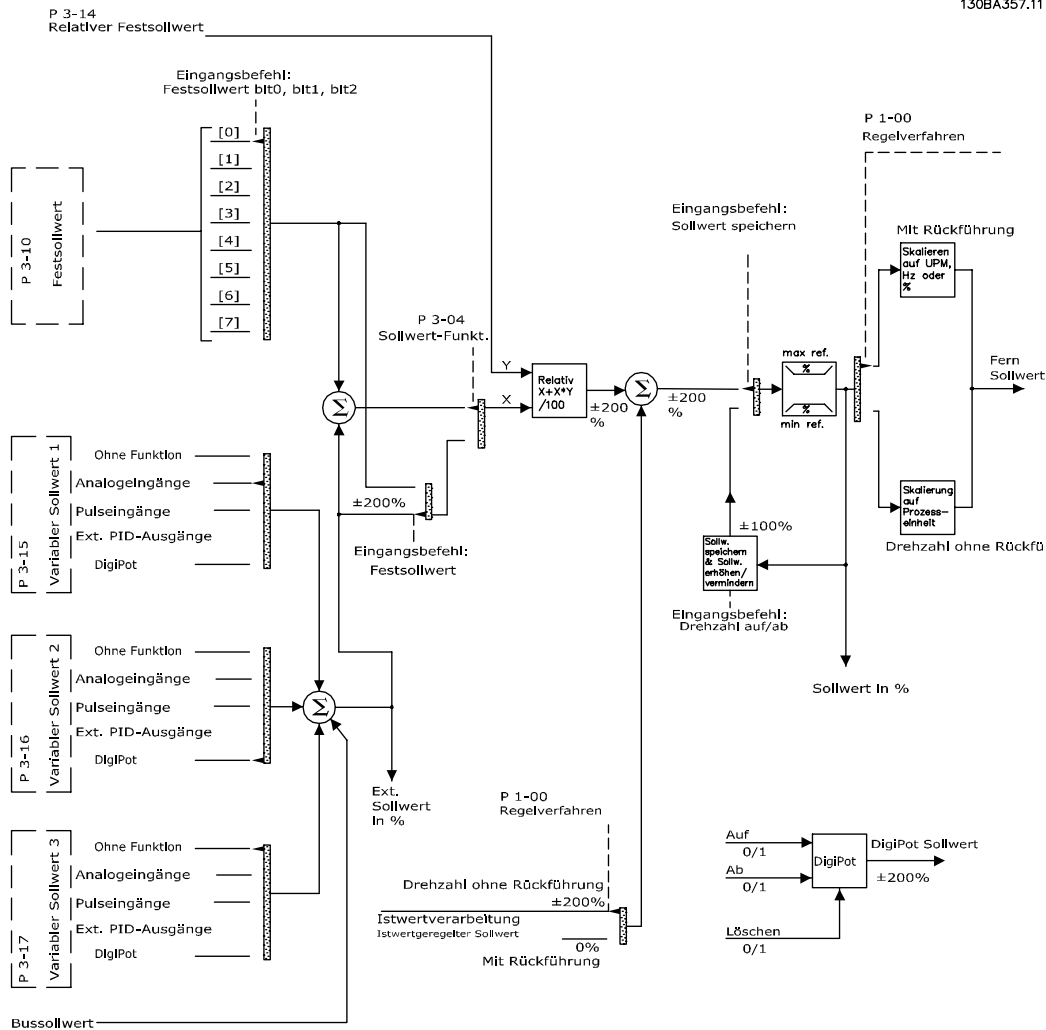 130BA357.11
P 3-14
Relativer Festsollwert
Eingangsbefehl:
Festsollwert bit0, bit1, bit2
[0]
[1]
[2]
[3]
[4]
[5]
[6]
[7]
P 3-10
Festsollwert
P 1-00
Regelverfahren
Eingangsbefehl:
Sollwert speichern
Mit Rückführung
Skalieren
auf UPM,
Hz oder
%
P 3-04
Sollwert-Funkt.
Y
X
Relativ
X+X*Y
/100
±200
%
Σ
±200
%
max ref.
%
%
min ref.
Fern
Sollwert
Σ
±200%
Eingangsbefehl:
Festsollwert
±100%
Sollw.
speichern
& Sollw.
erhöhen/
vermindern
Eingangsbefehl:
Drehzahl auf/ab
Skalierung
auf
Prozess-
einheit
Drehzahl ohne Rückfü
Sollwert in %
P 3-15
Variabler Sollwert 1
Ohne Funktion
Analogeingänge
Pulseingänge
Ext. PID-Ausgänge
DigiPot
P 3-16
Variabler Sollwert 2
Ohne Funktion
Analogeingänge
Pulseingänge
Ext. PID-Ausgänge
DigiPot
Σ
Ext.
Sollwert
in %
P 3-17
Variabler Sollwert 3
Ohne Funktion
Analogeingänge
Pulseingänge
Ext. PID-Ausgänge
DigiPot
Bussollwert
P 1-00
Regelverfahren
Drehzahl ohne Rückführung
±200%
Istwertverarbeitung
Istwertgeregelter Sollwert
0%
Mit Rückführung
Auf
0/1
Ab
0/1
Löschen
0/1
DigiPot
DigiPot Sollwert
±200%